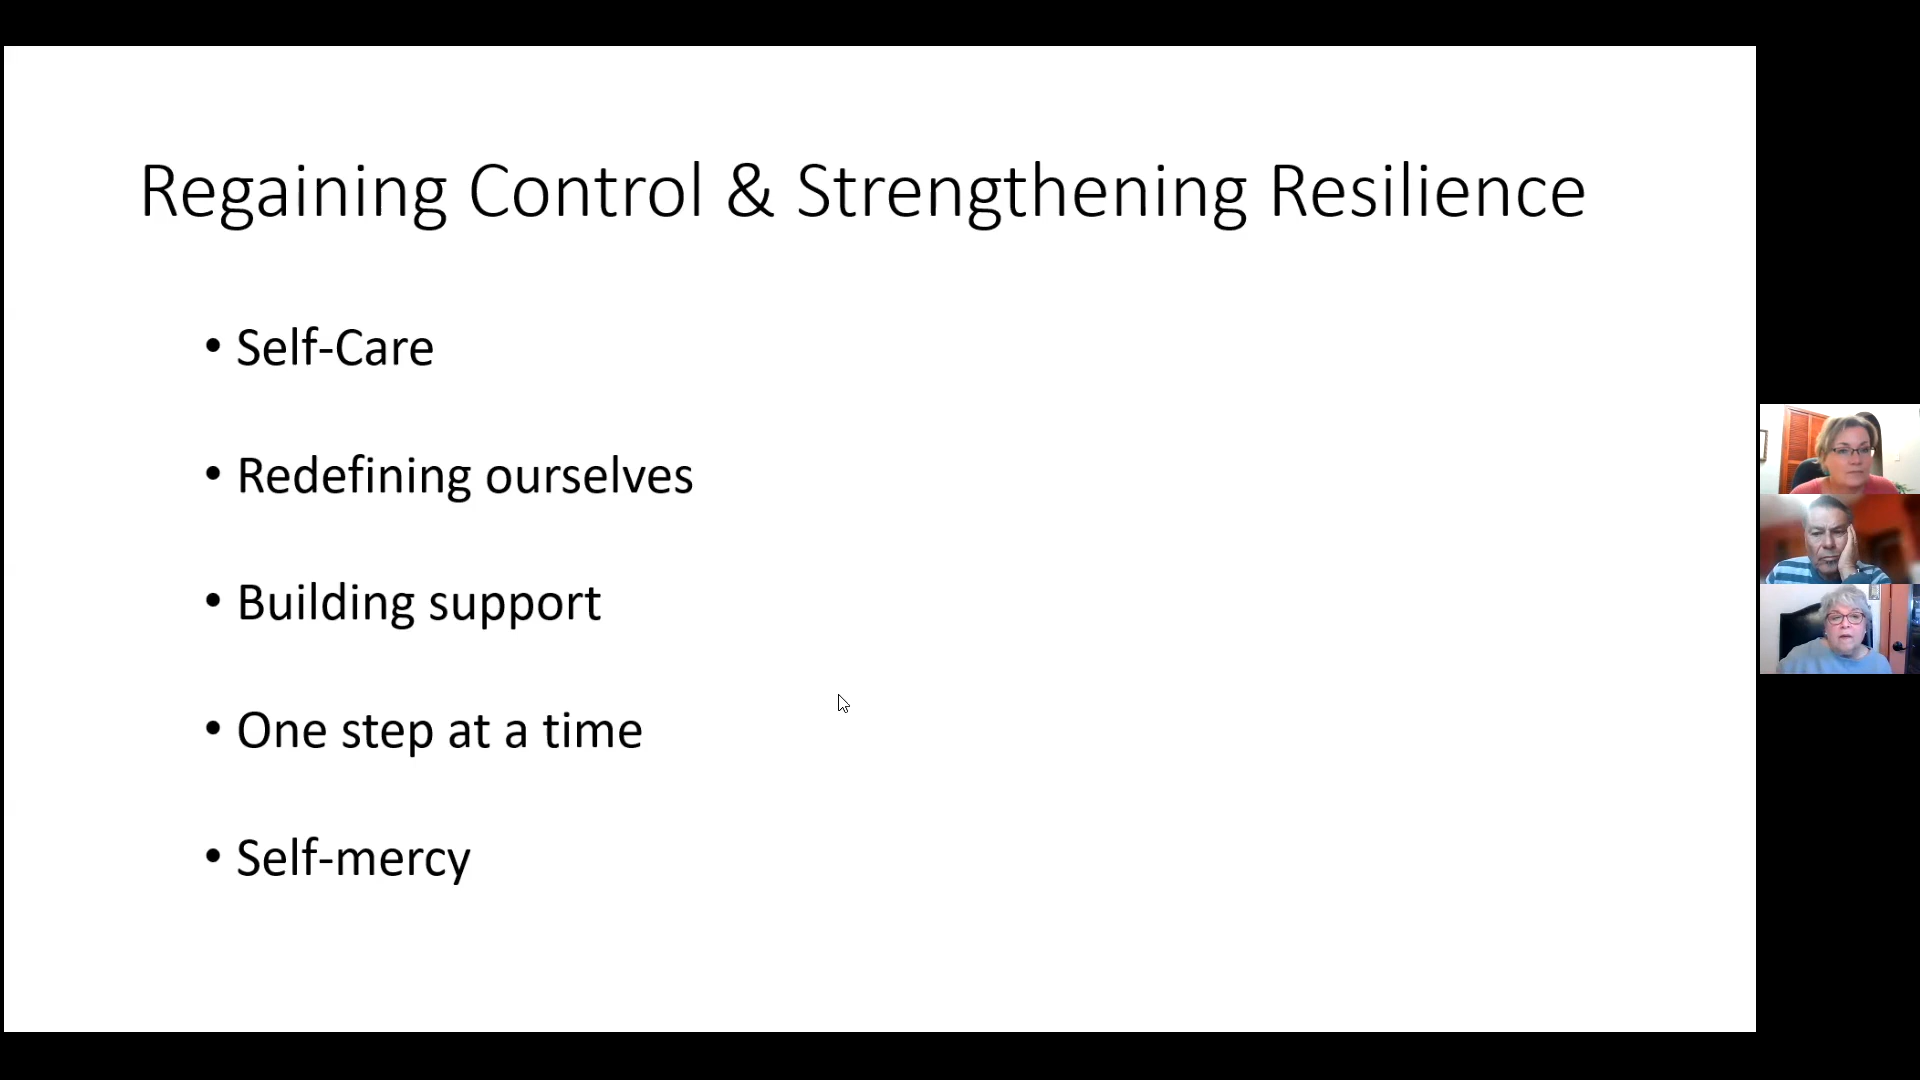 Regaining Control & Strengthening Resilience
• Self-Care
• Redefining ourselves
• Building support
• One step at a time
• Self-mercy